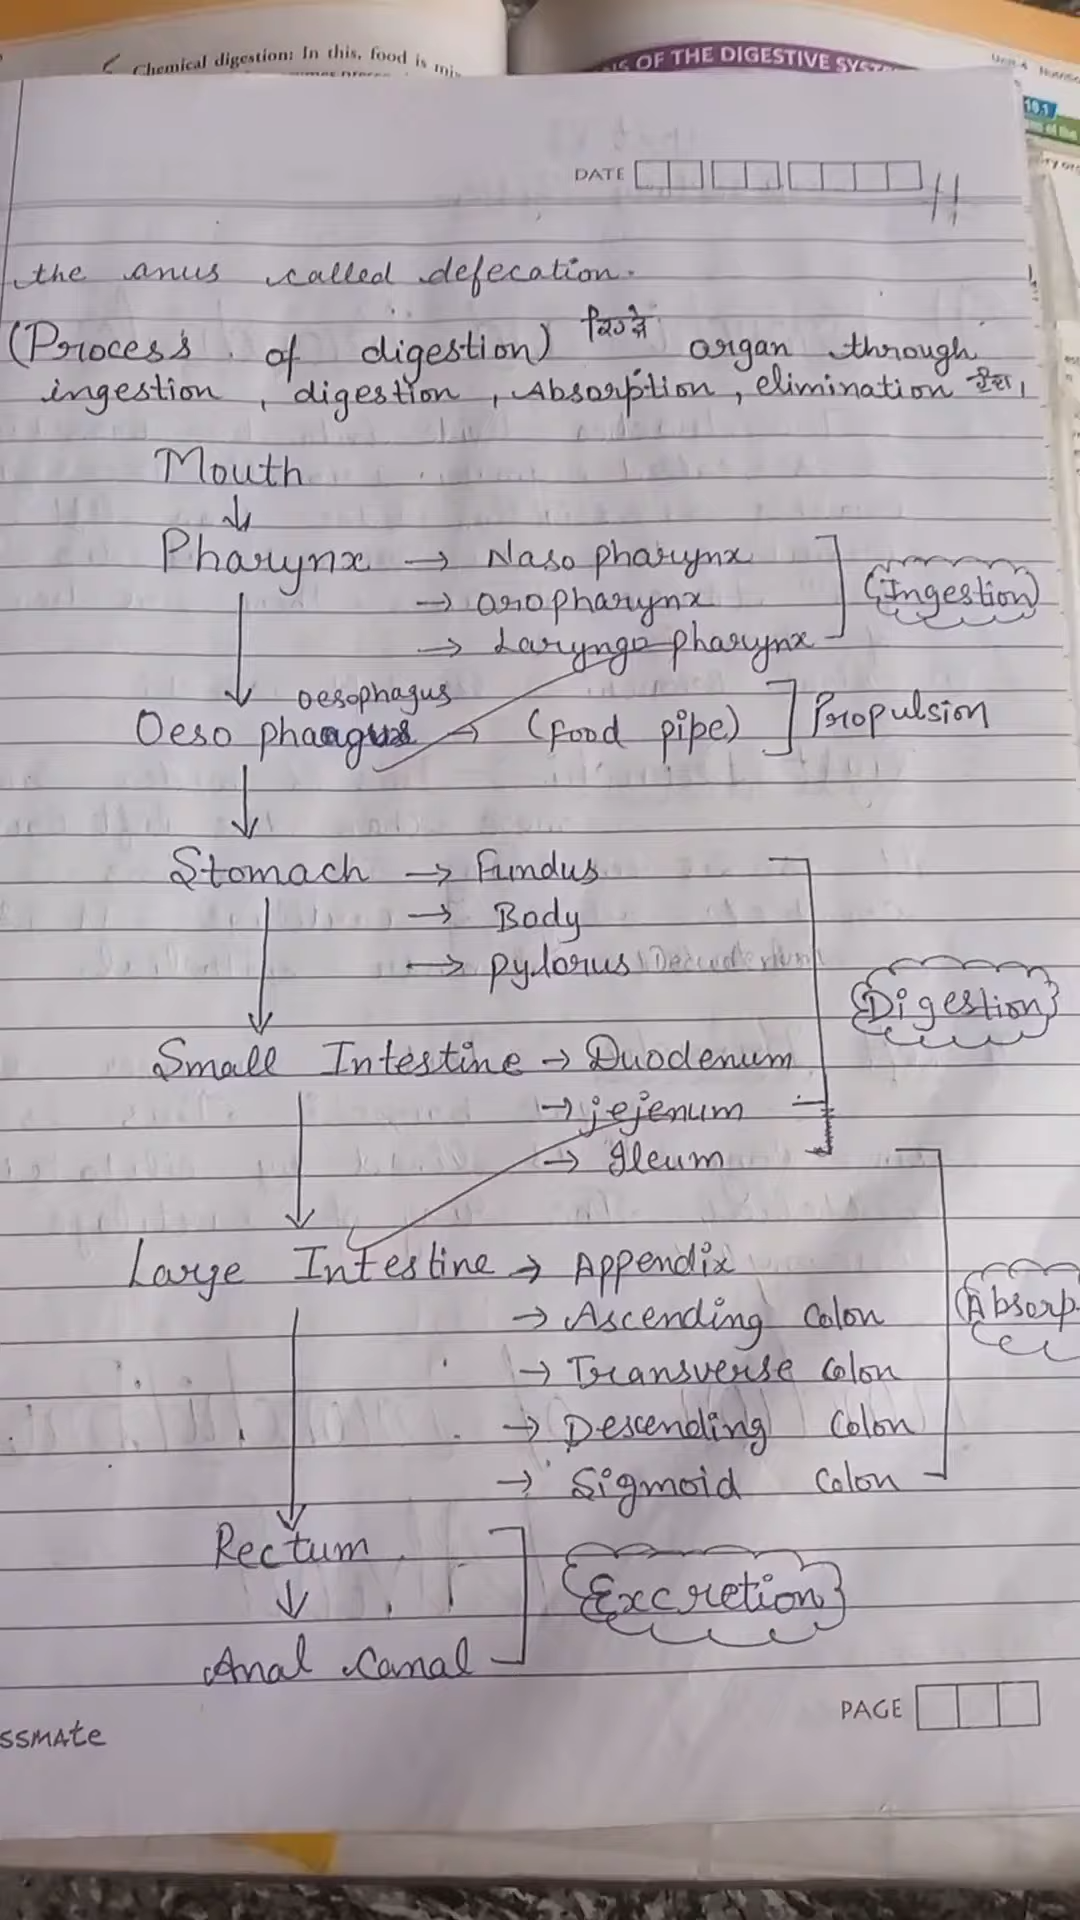 Chemical digestion: In this, food is
OF THE DIGESTIVE SYST
10.1
DATE
the anus called defecation.
(Process of digestion) organ through
ingestion, digestion, Absorption, elimination
Mouth
↓
Pharynx → Naso pharynx
→ oropharynx
→ Laryngo pharynx
(Ingestion)
oesophagus
Oeso phaagus → (food pipe) Propulsion
Stomach → Fundus
→ Body
→ pylorus
Digestion
Small Intestine → Duodenum
→ jejenum
→ Ileum
Large Intestine → Appendix
→ Ascending Colon
(Absorp
→ Transverse Colon
→ Descending Colon
→ Sigmoid Colon
Rectum
↓
Excretion
Anal Canal
PAGE
SSMATE